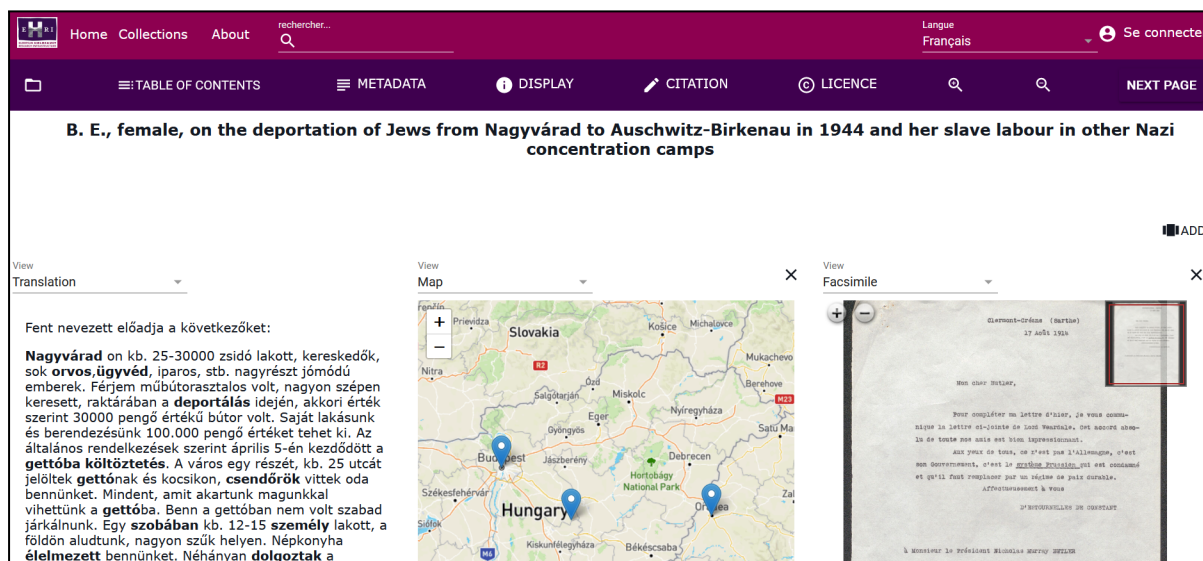 E H RI
Home Collections About
rechercher...
Langue
Français
Se connecte
TABLE OF CONTENTS
METADATA
DISPLAY
CITATION
LICENCE
NEXT PAGE
B. E., female, on the deportation of Jews from Nagyvárad to Auschwitz-Birkenau in 1944 and her slave labour in other Nazi
concentration camps
ADD
View
Translation
Fent nevezett előadja a következőket:
Nagyvárad on kb. 25-30000 zsidó lakott, kereskedők,
sok orvos,ügyvéd, iparos, stb. nagyrészt jómódú
emberek. Férjem műbútorasztalos volt, nagyon szépen
keresett, raktárában a deportálás idején, akkori érték
szerint 30000 pengő értékű bútor volt. Saját lakásunk
és berendezésünk 100.000 pengő értéket tehet ki. Az
általános rendelkezések szerint április 5-én kezdődött a
gettóba költöztetés. A város egy részét, kb. 25 utcát
jelöltek gettónak és kocsikon, csendőrök vittek oda
bennünket. Mindent, amit akartunk magunkkal
vihettünk a gettóba. Benn a gettóban nem volt szabad
járkálnunk. Egy szobában kb. 12-15 személy lakott, a
földön aludtunk, nagyon szűk helyen. Népkonyha
élelmezett bennünket. Néhányan dolgoztak a
View
Map
+
−
Prievidza
Slovakia
Košice
Michalovce
Nitra
R2
Mukachevo
Berehove
Ózd
Salgótarján
Miskolc
M23
Nyíregyháza
Eger
Gyöngyös
Satu Ma
Budapest
Jászberény
Debrecen
Hortobágy
National Park
Székesfehérvár
Hungary
Oradea
Zal
Siófok
Kiskunfélegyháza
Békéscsaba
M6
View
Facsimile
+
−
Clermont-Créans (Sarthe)
17 Août 1914
Mon cher Butler,
Pour compléter ma lettre d'hier, je vous commu-
nique la lettre ci-jointe de Lord Weardale. Cet accord abso-
lu de toute nos amis est bien impressionnant.
aux yeux de tous, ce n'est pas l'Allemagne, c'est
son Gouvernement, c'est le système Prussien qui est condamné
et qu'il faut remplacer par un régime de paix durable.
Affectueusement à vous
D'ESTOURNELLES DE CONSTANT
à Monsieur le Président Nicholas Murray BUTLER